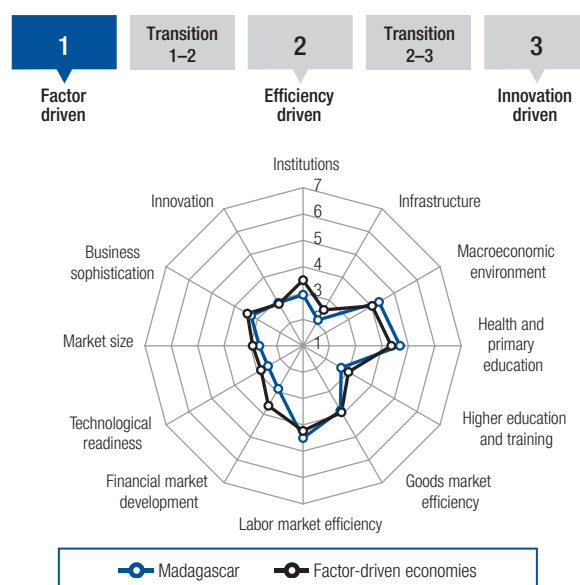 1
Transition
1–2
2
Transition
2–3
3
Factor
driven
Efficiency
driven
Innovation
driven
Institutions
7
Innovation
Infrastructure
6
5
Business
sophistication
Macroeconomic
environment
4
3
Market size
1
Health and
primary
education
Technological
readiness
Higher education
and training
Financial market
development
Goods market
efficiency
Labor market efficiency
Madagascar
Factor-driven economies